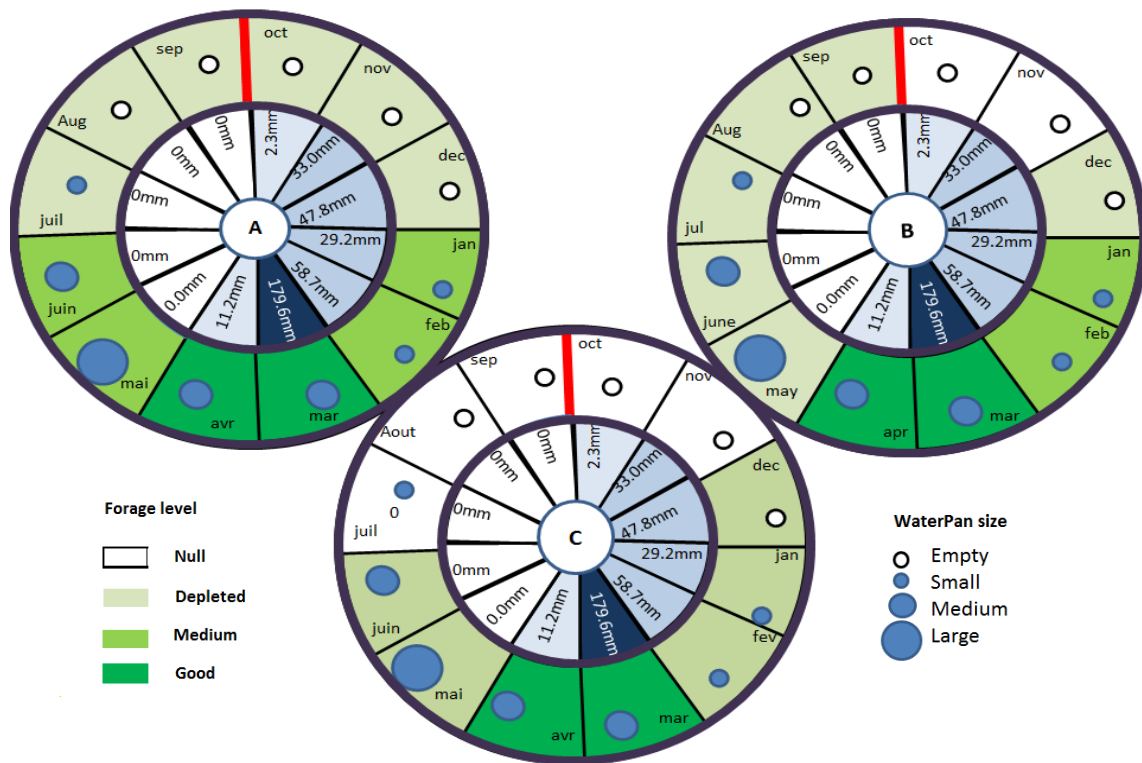 A
oct
nov
dec
jan
feb
mar
avr
mai
juin
juil
Aug
sep
2.3mm
33.0mm
47.8mm
29.2mm
58.7mm
179.6mm
11.2mm
0.0mm
0mm
0mm
0mm
0mm
B
oct
nov
dec
jan
feb
mar
apr
may
june
jul
Aug
sep
2.3mm
33.0mm
47.8mm
29.2mm
58.7mm
179.6mm
11.2mm
0.0mm
0mm
0mm
0mm
0mm
C
oct
nov
dec
jan
fev
mar
avr
mai
juin
juil
0
Aout
sep
2.3mm
33.0mm
47.8mm
29.2mm
58.7mm
179.6mm
11.2mm
0.0mm
0mm
0mm
0mm
0mm
Forage level
Null
Depleted
Medium
Good
WaterPan size
Empty
Small
Medium
Large